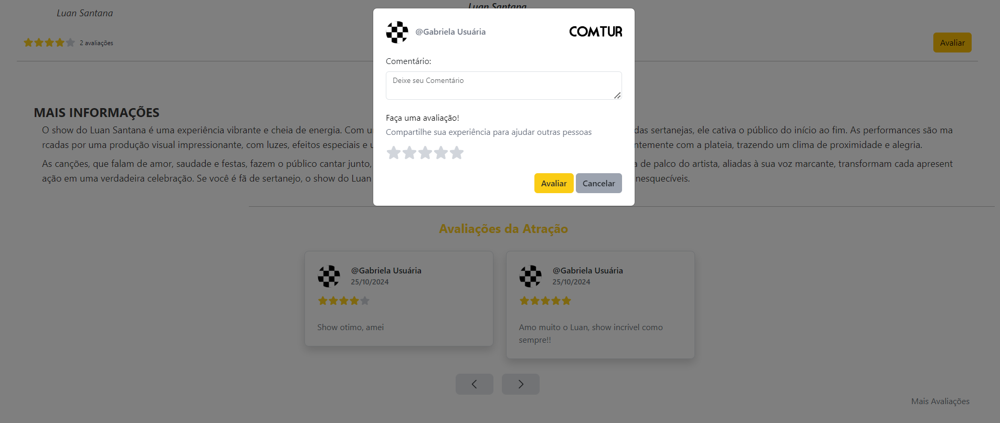 Luan Santana
Luan Santana
2 avaliações
Avaliar
@Gabriela Usuária
COMTUR
Comentário:
Deixe seu Comentário
Faça uma avaliação!
Compartilhe sua experiência para ajudar outras pessoas
Avaliar Cancelar
MAIS INFORMAÇÕES
O show do Luan Santana é uma experiência vibrante e cheia de energia. Com das sertanejas, ele cativa o público do início ao fim. As performances são ma
rcadas por uma produção visual impressionante, com luzes, efeitos especiais e ntemente com a plateia, trazendo um clima de proximidade e alegria.
As canções, que falam de amor, saudade e festas, fazem o público cantar junto, a de palco do artista, aliadas à sua voz marcante, transformam cada apresent
ação em uma verdadeira celebração. Se você é fã de sertanejo, o show do Luan nesquecíveis.
Avaliações da Atração
@Gabriela Usuária
25/10/2024
Show otimo, amei
@Gabriela Usuária
25/10/2024
Amo muito o Luan, show incrivel como
sempre!!
Mais Avaliações